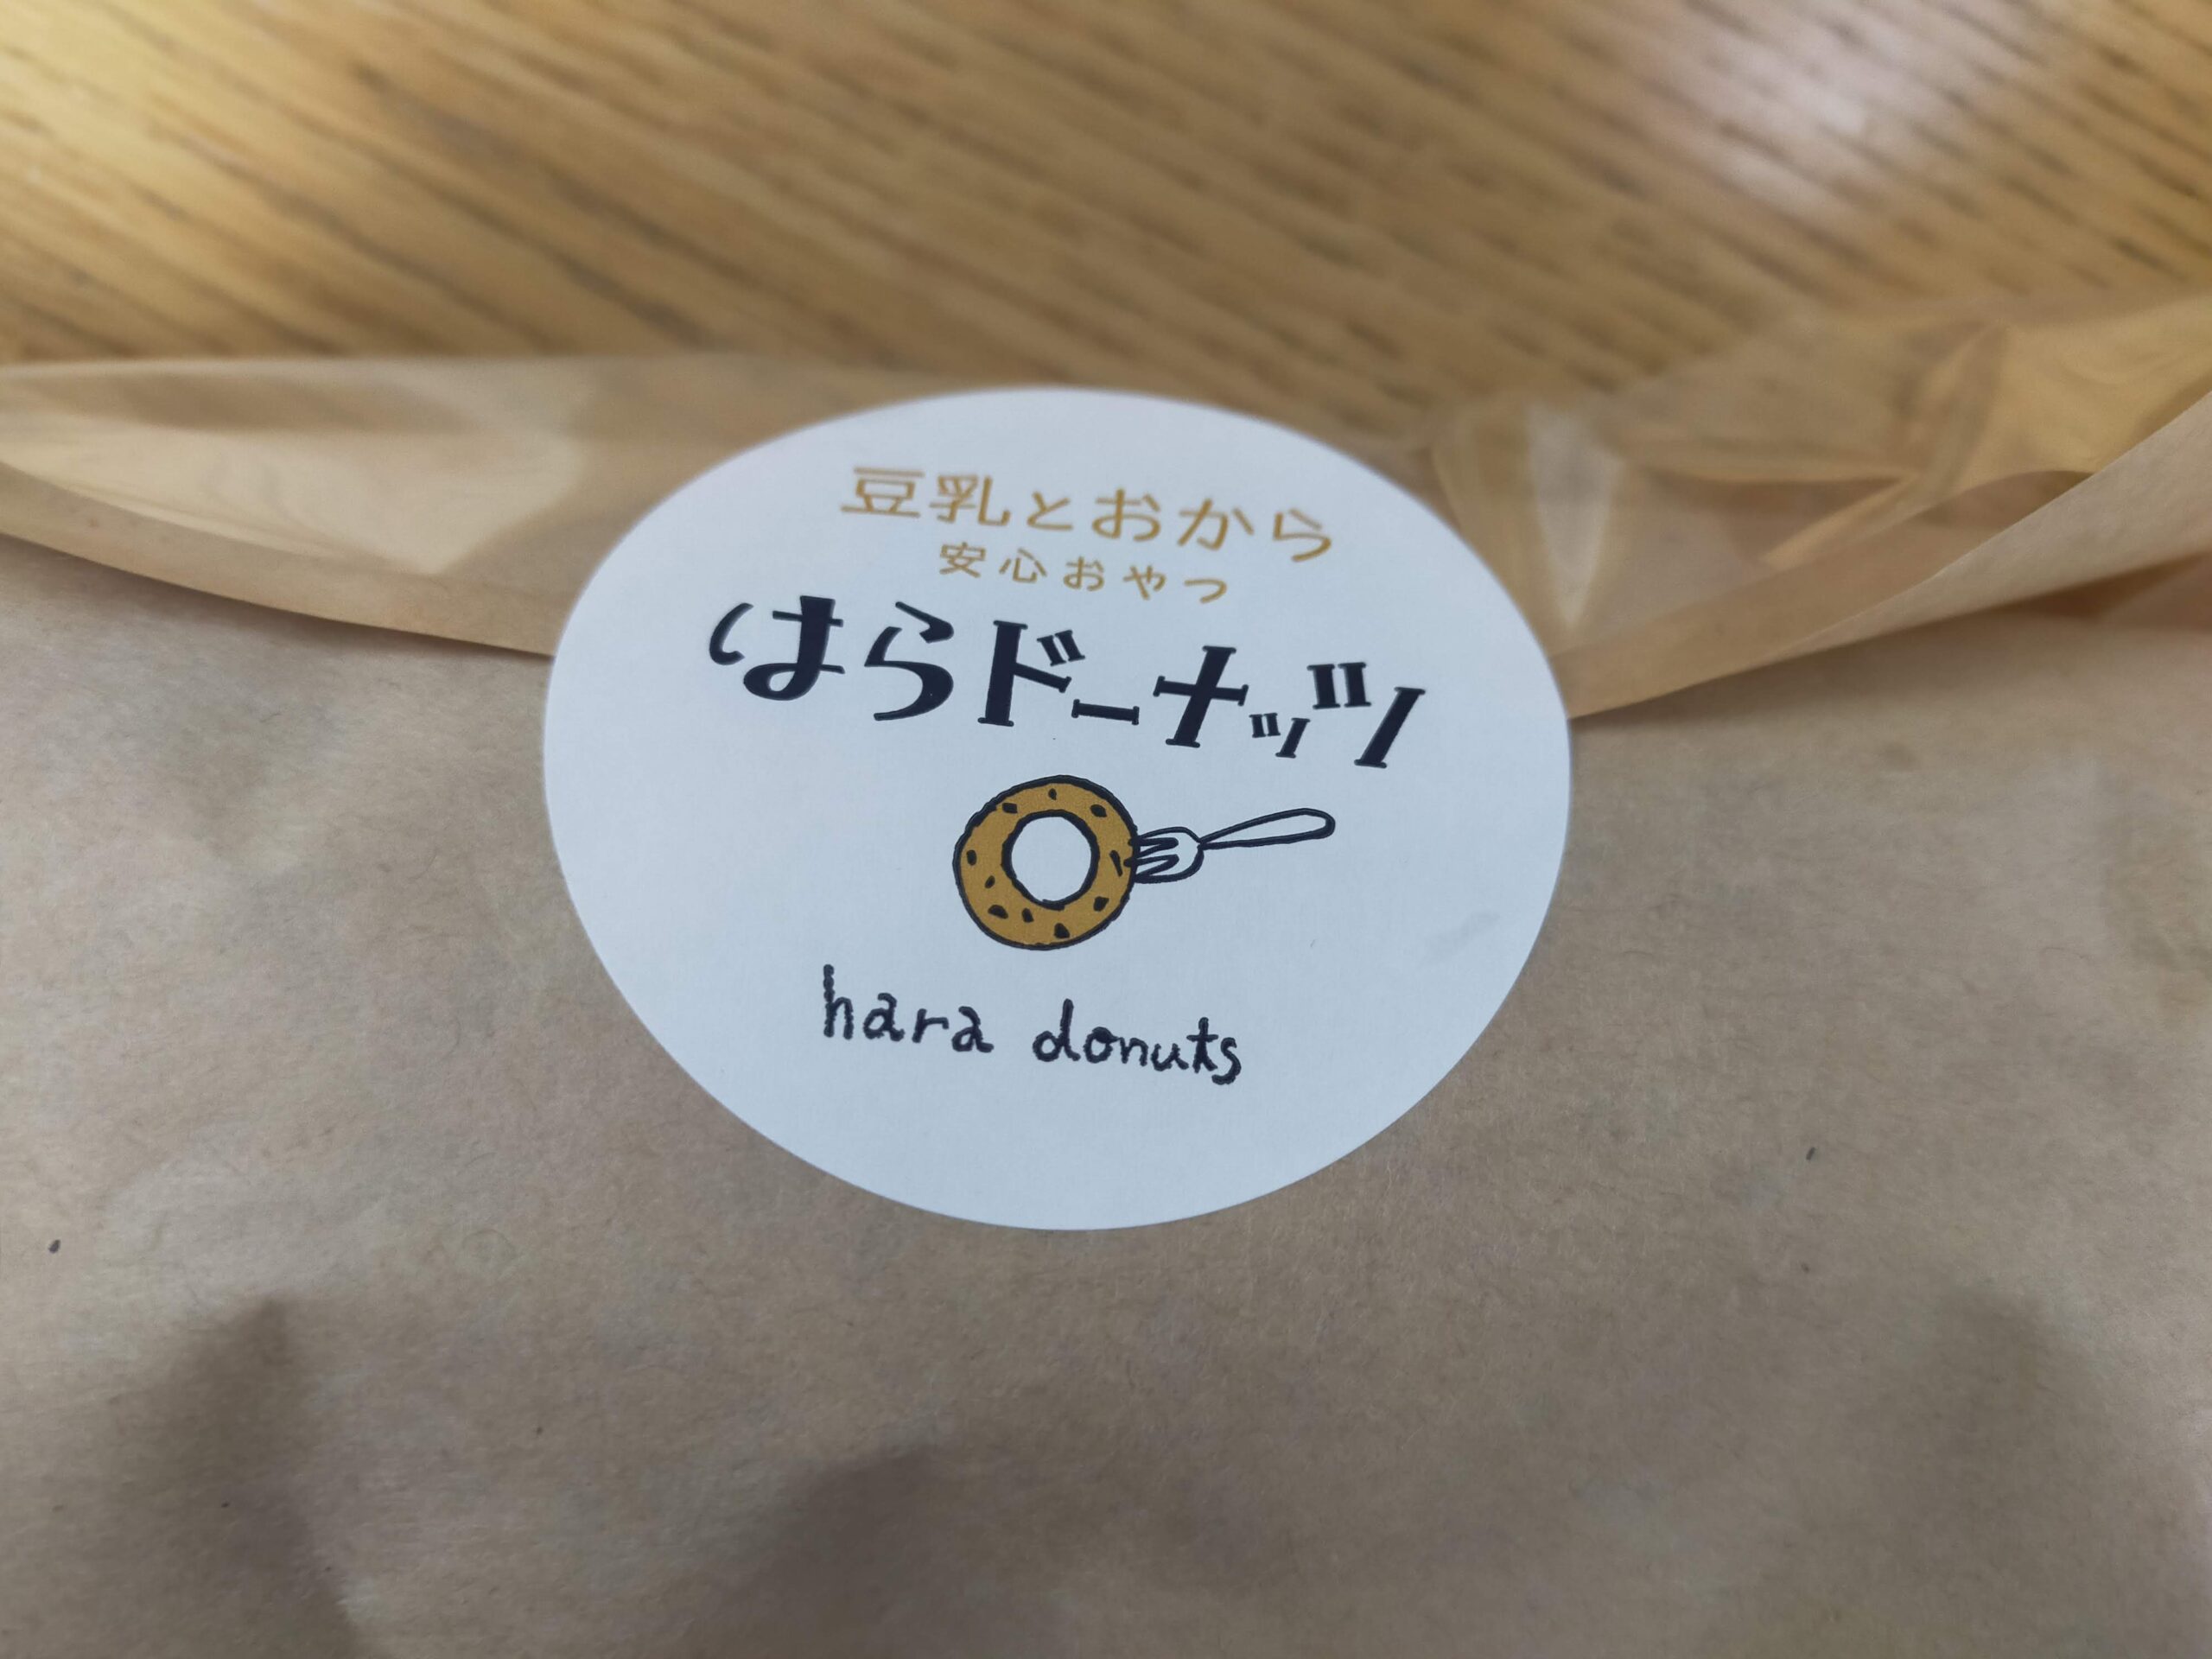 豆乳とおから
安心おやつ
はらドーナッツ
hara donuts